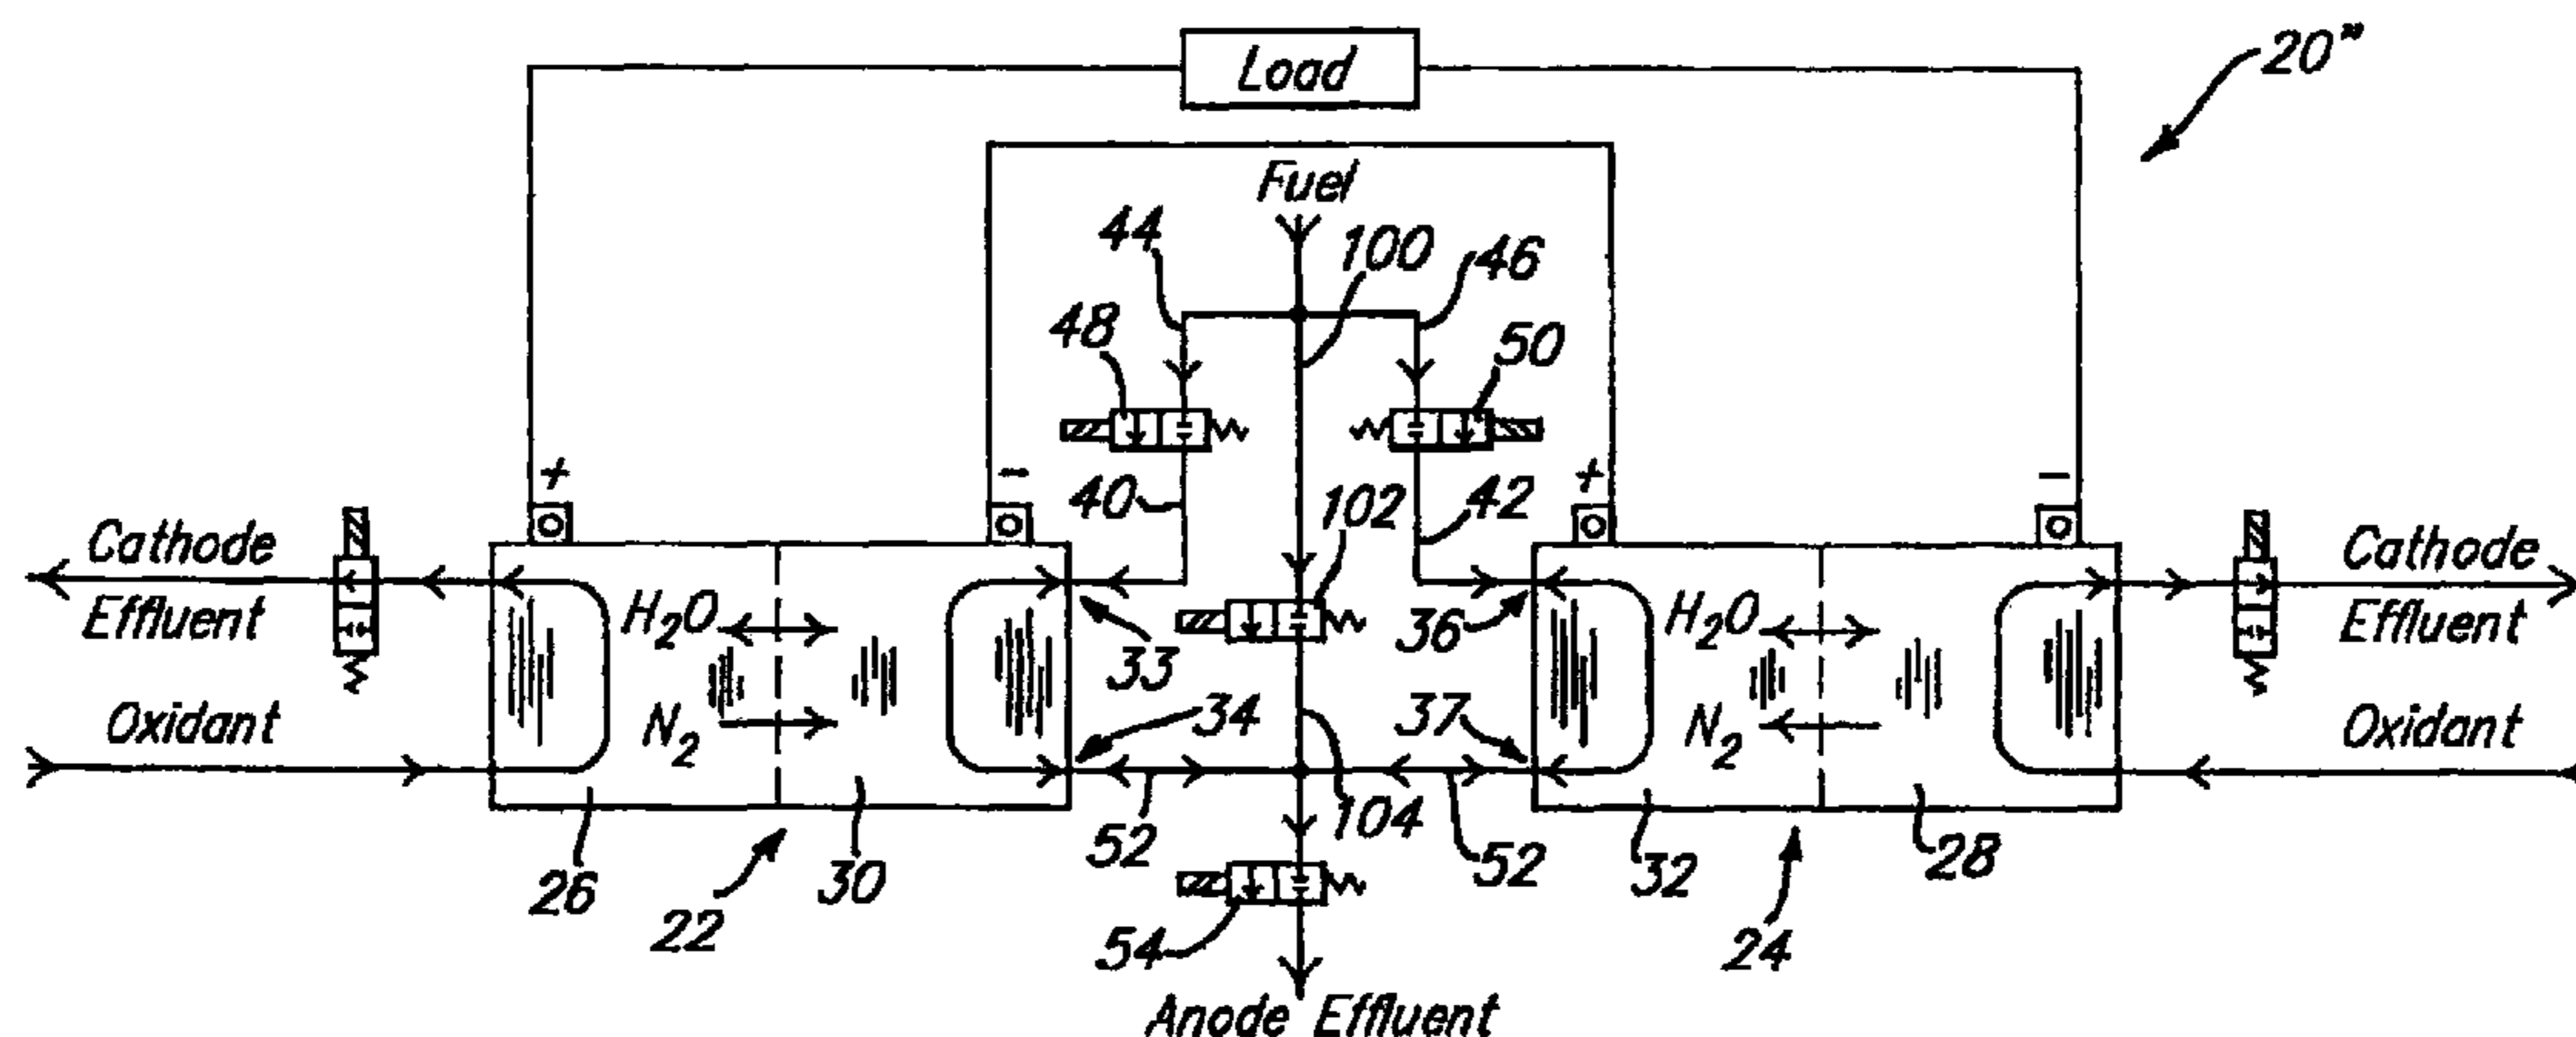 Load
20"
Fuel
44
100
46
48
50
+
-
+
-
40
102
42
Cathode
Effluent
Cathode
Effluent
H2O
33
36
H2O
Oxidant
N2
34
37
N2
Oxidant
26
22
30
52
104
52
32
24
28
54
Anode Effluent